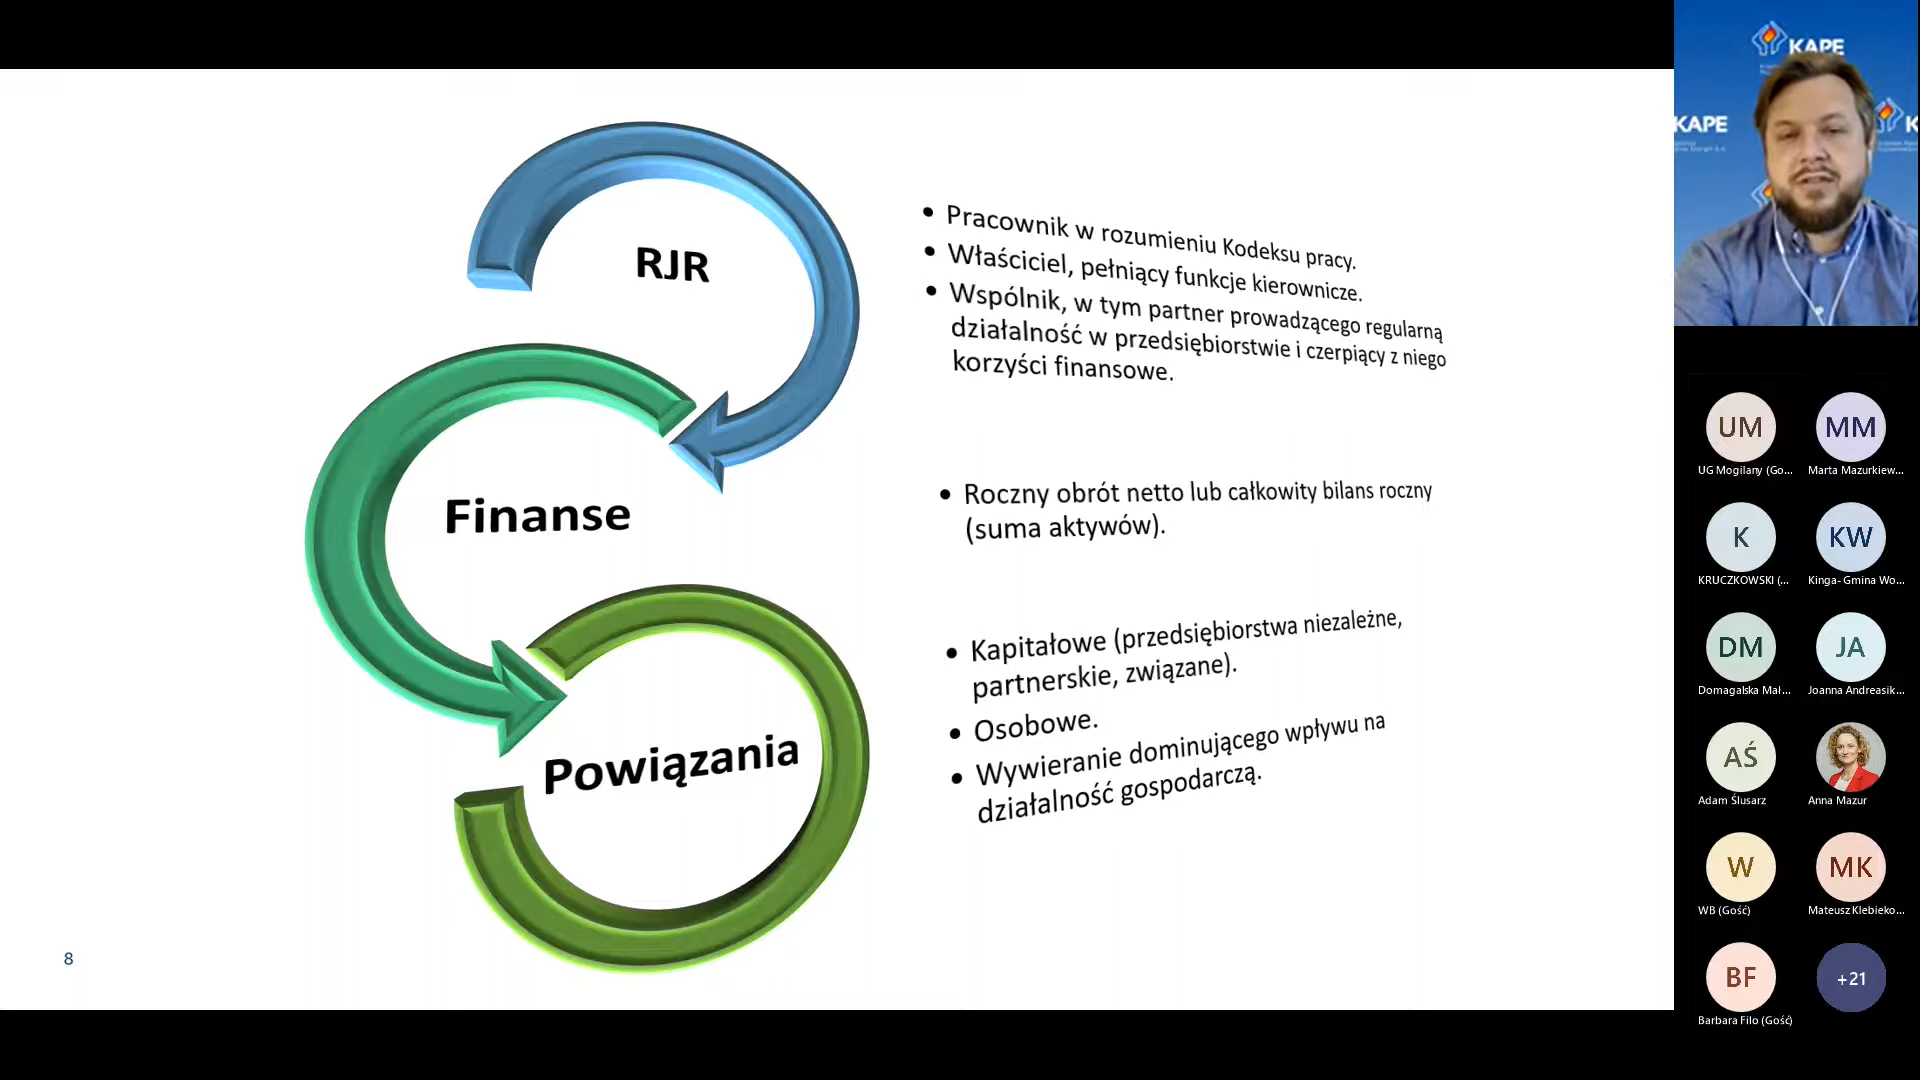 RJR
• Pracownik w rozumieniu Kodeksu pracy.
• Właściciel, pełniący funkcje kierownicze.
• Wspólnik, w tym partner prowadzącego regularną
działalność w przedsiębiorstwie i czerpiący z niego
korzyści finansowe.
Finanse
• Roczny obrót netto lub całkowity bilans roczny
(suma aktywów).
Powiązania
• Kapitałowe (przedsiębiorstwa niezależne,
partnerskie, związane).
• Osobowe.
• Wywieranie dominującego wpływu na
działalność gospodarczą.
8
KAPE
KAPE
K
UM
MM
UG Mogilany (Go...
Marta Mazurkiew...
K
KW
KRUCZKOWSKI (...
Kinga- Gmina Wo...
DM
JA
Domagalska Mał...
Joanna Andreasik...
AŚ
Adam Ślusarz
Anna Mazur
W
MK
WB (Gość)
Mateusz Klebieko...
BF
+21
Barbara Filo (Gość)